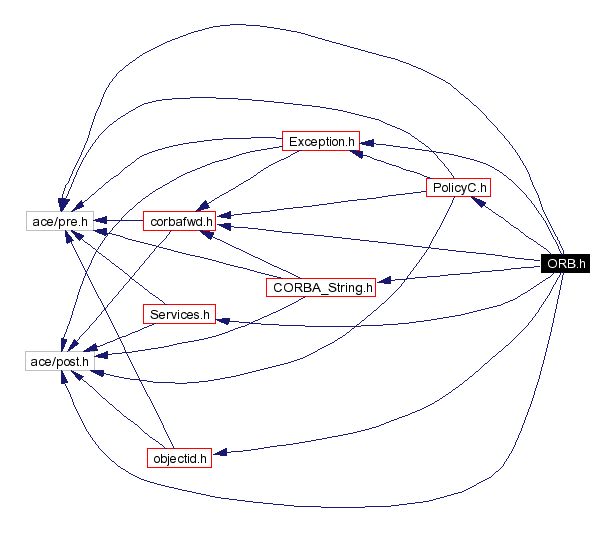 Exception.h
PolicyC.h
ace/pre.h
corbafwd.h
ORB.h
CORBA_String.h
Services.h
ace/post.h
objectid.h